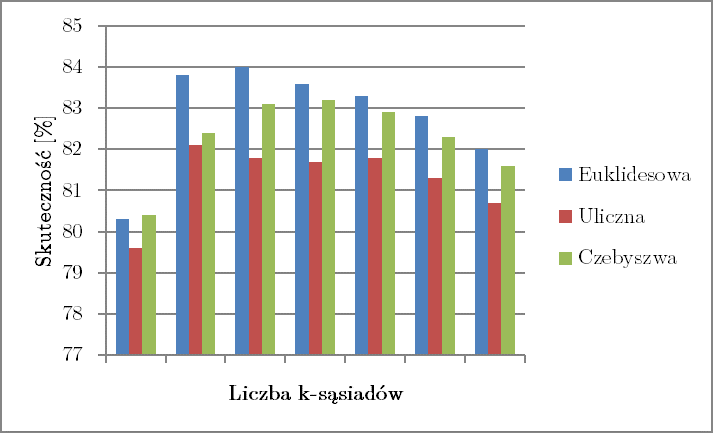 85
84
83
82
81
80
79
78
77
Skuteczność [%]
Liczba k-sąsiadów
Euklidesowa
Uliczna
Czebyszwa